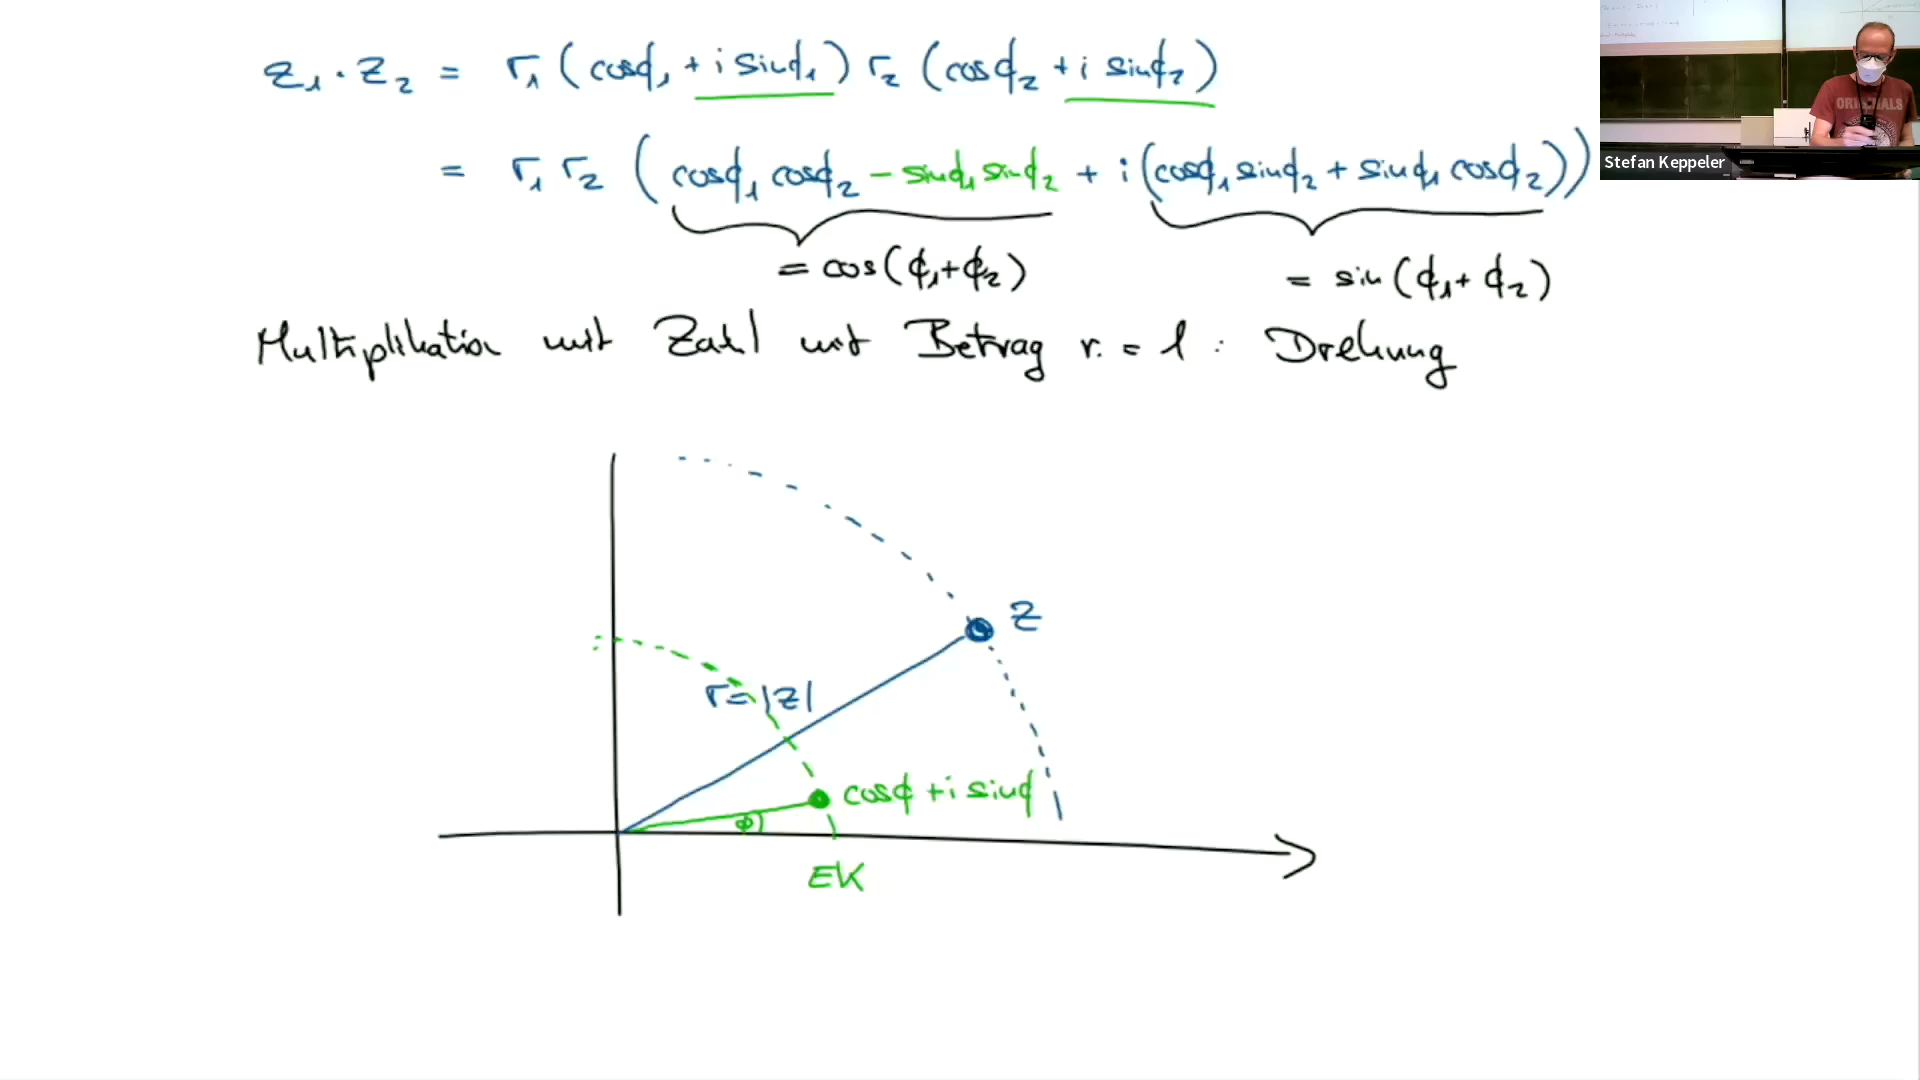 z₁ · z₂ = r₁ (cosϕ₁ + i sinϕ₁) r₂ (cosϕ₂ + i sinϕ₂)
= r₁ r₂ (cosϕ₁ cosϕ₂ − sinϕ₁ sinϕ₂ + i (cosϕ₁ sinϕ₂ + sinϕ₁ cosϕ₂))
= cos(ϕ₁+ϕ₂) = sin(ϕ₁+ϕ₂)
Multiplikation mit Zahl mit Betrag r = 1 : Drehung
z
r=|z|
cosϕ + i sinϕ
ϕ
EK
Stefan Keppeler